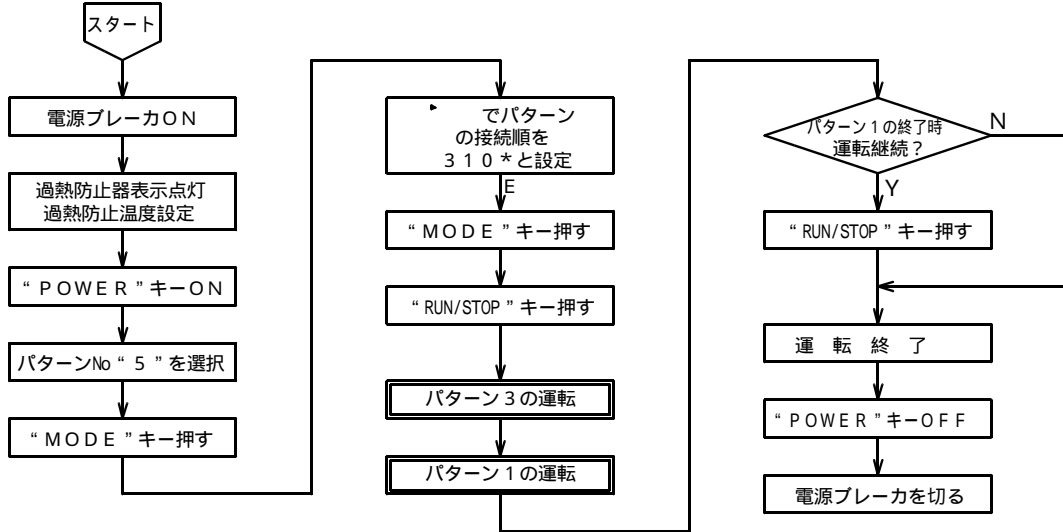 スタート
電源ブレーカON
過熱防止器表示点灯
過熱防止温度設定
“POWER”キーON
パターンNo“5”を選択
“MODE”キー押す
でパターン
の接続順を
310*と設定
E
“MODE”キー押す
“RUN/STOP”キー押す
パターン3の運転
パターン1の運転
パターン1の終了時
運転継続?
N
Y
“RUN/STOP”キー押す
運 転 終 了
“POWER”キーOFF
電源ブレーカを切る